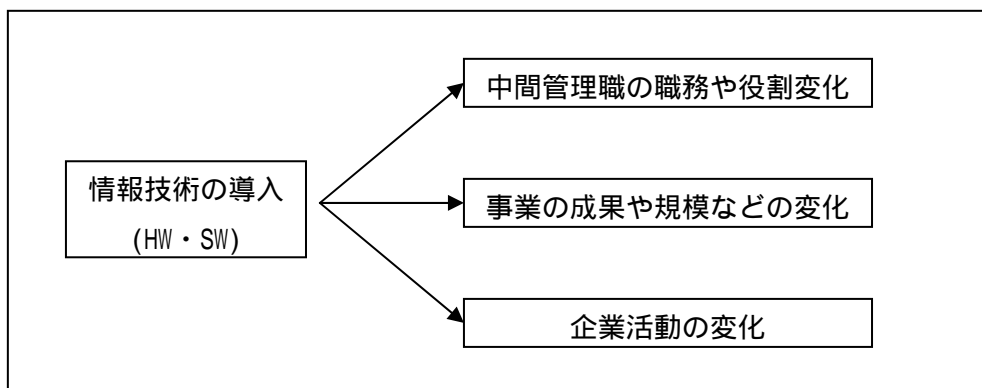 中間管理職の職務や役割変化
情報技術の導入
(HW・SW)
事業の成果や規模などの変化
企業活動の変化